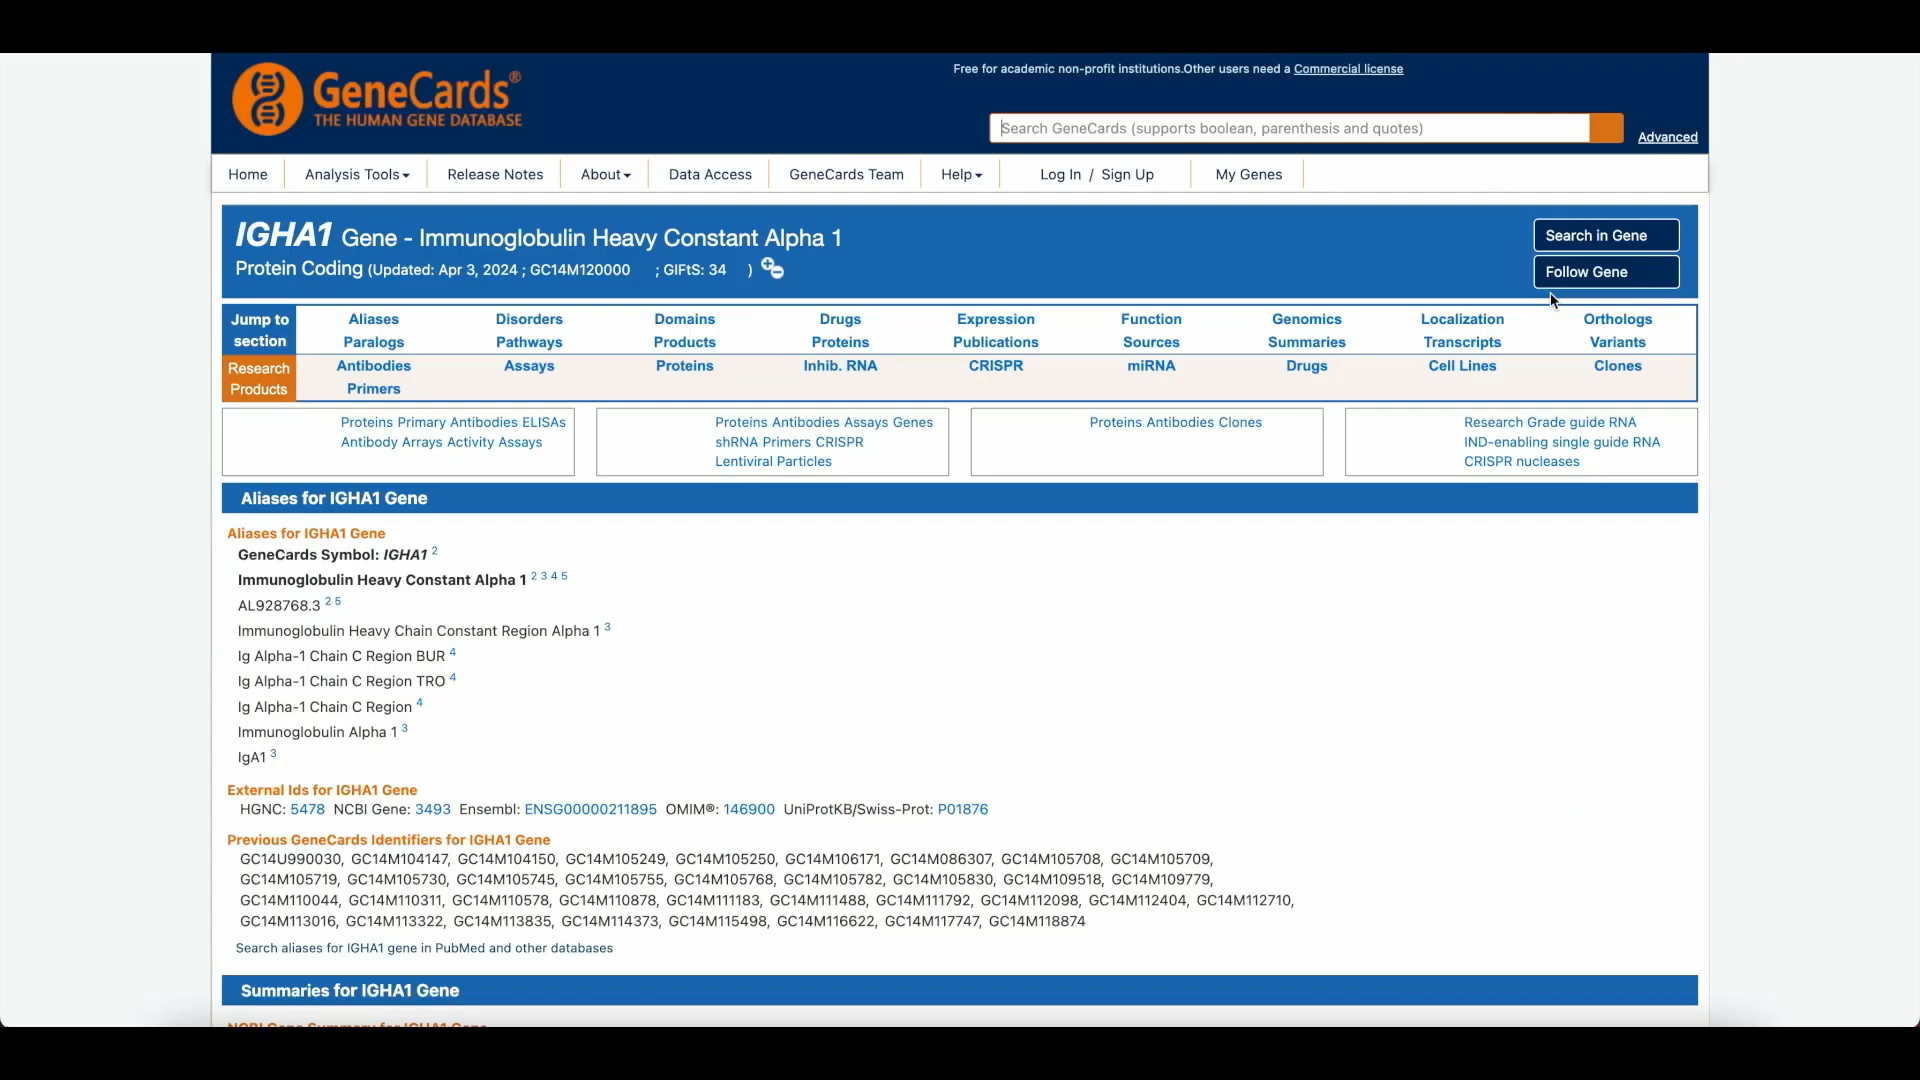 Free for academic non-profit institutions.Other users need a Commercial license
GeneCards®
THE HUMAN GENE DATABASE
Search GeneCards (supports boolean, parenthesis and quotes)
Advanced
Home Analysis Tools About Data Access GeneCards Team Help Log In / Sign Up My Genes
IGHA1 Gene - Immunoglobulin Heavy Constant Alpha 1
Protein Coding (Updated: Apr 3, 2024 ; GC14M120000 ; GIFtS: 34 )
Search in Gene
Follow Gene
Jump to section
Aliases Disorders Domains Drugs Expression Function Genomics Localization Orthologs
Paralogs Pathways Products Proteins Publications Sources Summaries Transcripts Variants
Research Products
Antibodies Assays Proteins Inhib. RNA CRISPR miRNA Drugs Cell Lines Clones
Primers
Proteins Primary Antibodies ELISAs
Antibody Arrays Activity Assays
Proteins Antibodies Assays Genes
shRNA Primers CRISPR
Lentiviral Particles
Proteins Antibodies Clones
Research Grade guide RNA
IND-enabling single guide RNA
CRISPR nucleases
Aliases for IGHA1 Gene
Aliases for IGHA1 Gene
GeneCards Symbol: IGHA1 2
Immunoglobulin Heavy Constant Alpha 1 2 3 4 5
AL928768.3 2 5
Immunoglobulin Heavy Chain Constant Region Alpha 1 3
Ig Alpha-1 Chain C Region BUR 4
Ig Alpha-1 Chain C Region TRO 4
Ig Alpha-1 Chain C Region 4
Immunoglobulin Alpha 1 3
IgA1 3
External Ids for IGHA1 Gene
HGNC: 5478 NCBI Gene: 3493 Ensembl: ENSG00000211895 OMIM®: 146900 UniProtKB/Swiss-Prot: P01876
Previous GeneCards Identifiers for IGHA1 Gene
GC14U990030, GC14M104147, GC14M104150, GC14M105249, GC14M105250, GC14M106171, GC14M086307, GC14M105708, GC14M105709,
GC14M105719, GC14M105730, GC14M105745, GC14M105755, GC14M105768, GC14M105782, GC14M105830, GC14M109518, GC14M109779,
GC14M110044, GC14M110311, GC14M110578, GC14M110878, GC14M111183, GC14M111488, GC14M111792, GC14M112098, GC14M112404, GC14M112710,
GC14M113016, GC14M113322, GC14M113835, GC14M114373, GC14M115498, GC14M116622, GC14M117747, GC14M118874
Search aliases for IGHA1 gene in PubMed and other databases
Summaries for IGHA1 Gene
NCBI Gene Summary for IGHA1 Gene